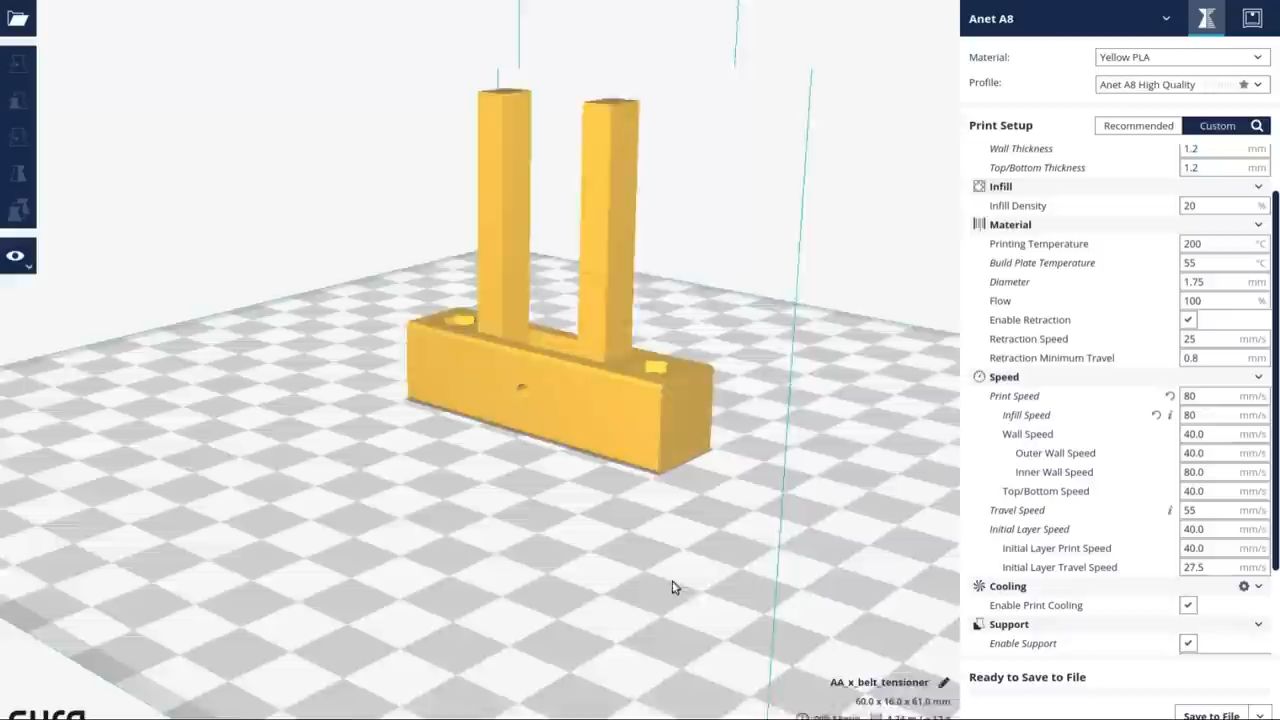 Anet A8
Material: Yellow PLA
Profile: Anet A8 High Quality
Print Setup Recommended Custom
Wall Thickness 1.2 mm
Top/Bottom Thickness 1.2 mm
Infill
Infill Density 20 %
Material
Printing Temperature 200 °C
Build Plate Temperature 55 °C
Diameter 1.75 mm
Flow 100 %
Enable Retraction
Retraction Speed 25 mm/s
Retraction Minimum Travel 0.8 mm
Speed
Print Speed 80 mm/s
Infill Speed 80 mm/s
Wall Speed 40.0 mm/s
Outer Wall Speed 40.0 mm/s
Inner Wall Speed 80.0 mm/s
Top/Bottom Speed 40.0 mm/s
Travel Speed 55 mm/s
Initial Layer Speed 40.0 mm/s
Initial Layer Print Speed 40.0 mm/s
Initial Layer Travel Speed 27.5 mm/s
Cooling
Enable Print Cooling
Support
Enable Support
AA_x_belt_tensioner
60.0 x 16.0 x 61.0 mm
Ready to Save to File
Save to File
cura